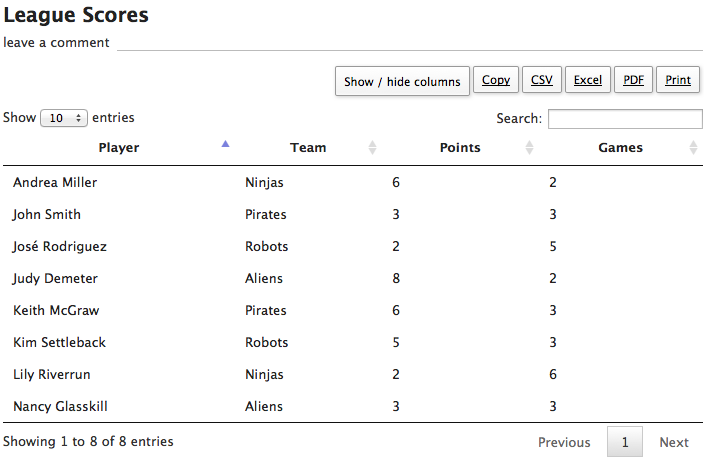 League Scores
leave a comment
Show / hide columns Copy CSV Excel PDF Print
Show 10 entries Search:
Player Team Points Games
Andrea Miller Ninjas 6 2
John Smith Pirates 3 3
José Rodriguez Robots 2 5
Judy Demeter Aliens 8 2
Keith McGraw Pirates 6 3
Kim Settleback Robots 5 3
Lily Riverrun Ninjas 2 6
Nancy Glasskill Aliens 3 3
Showing 1 to 8 of 8 entries Previous 1 Next